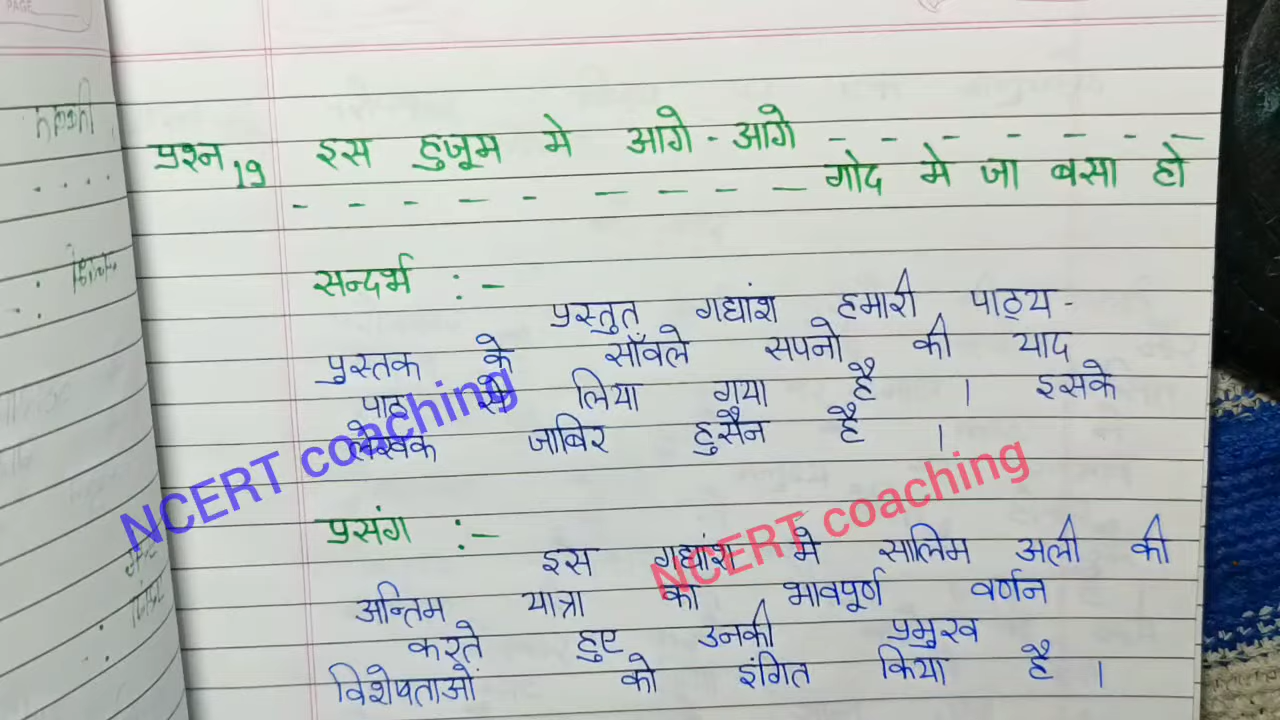 प्रश्न 19 इस हुजूम मे आगे - आगे - - - - - - -
- - - - - - - - - गोद मे जा बसा हो
सन्दर्भ :-
प्रस्तुत गद्यांश हमारी पाठ्य-
पुस्तक के साँवले सपनो की याद
पाठ से लिया गया है । इसके
लेखक जाबिर हुसैन है ।
NCERT coaching
NCERT coaching
प्रसंग :-
इस गद्यांश मे सालिम अली की
अन्तिम यात्रा का भावपूर्ण वर्णन
करते हुए उनकी प्रमुख
विशेषताओं को इंगित किया है ।